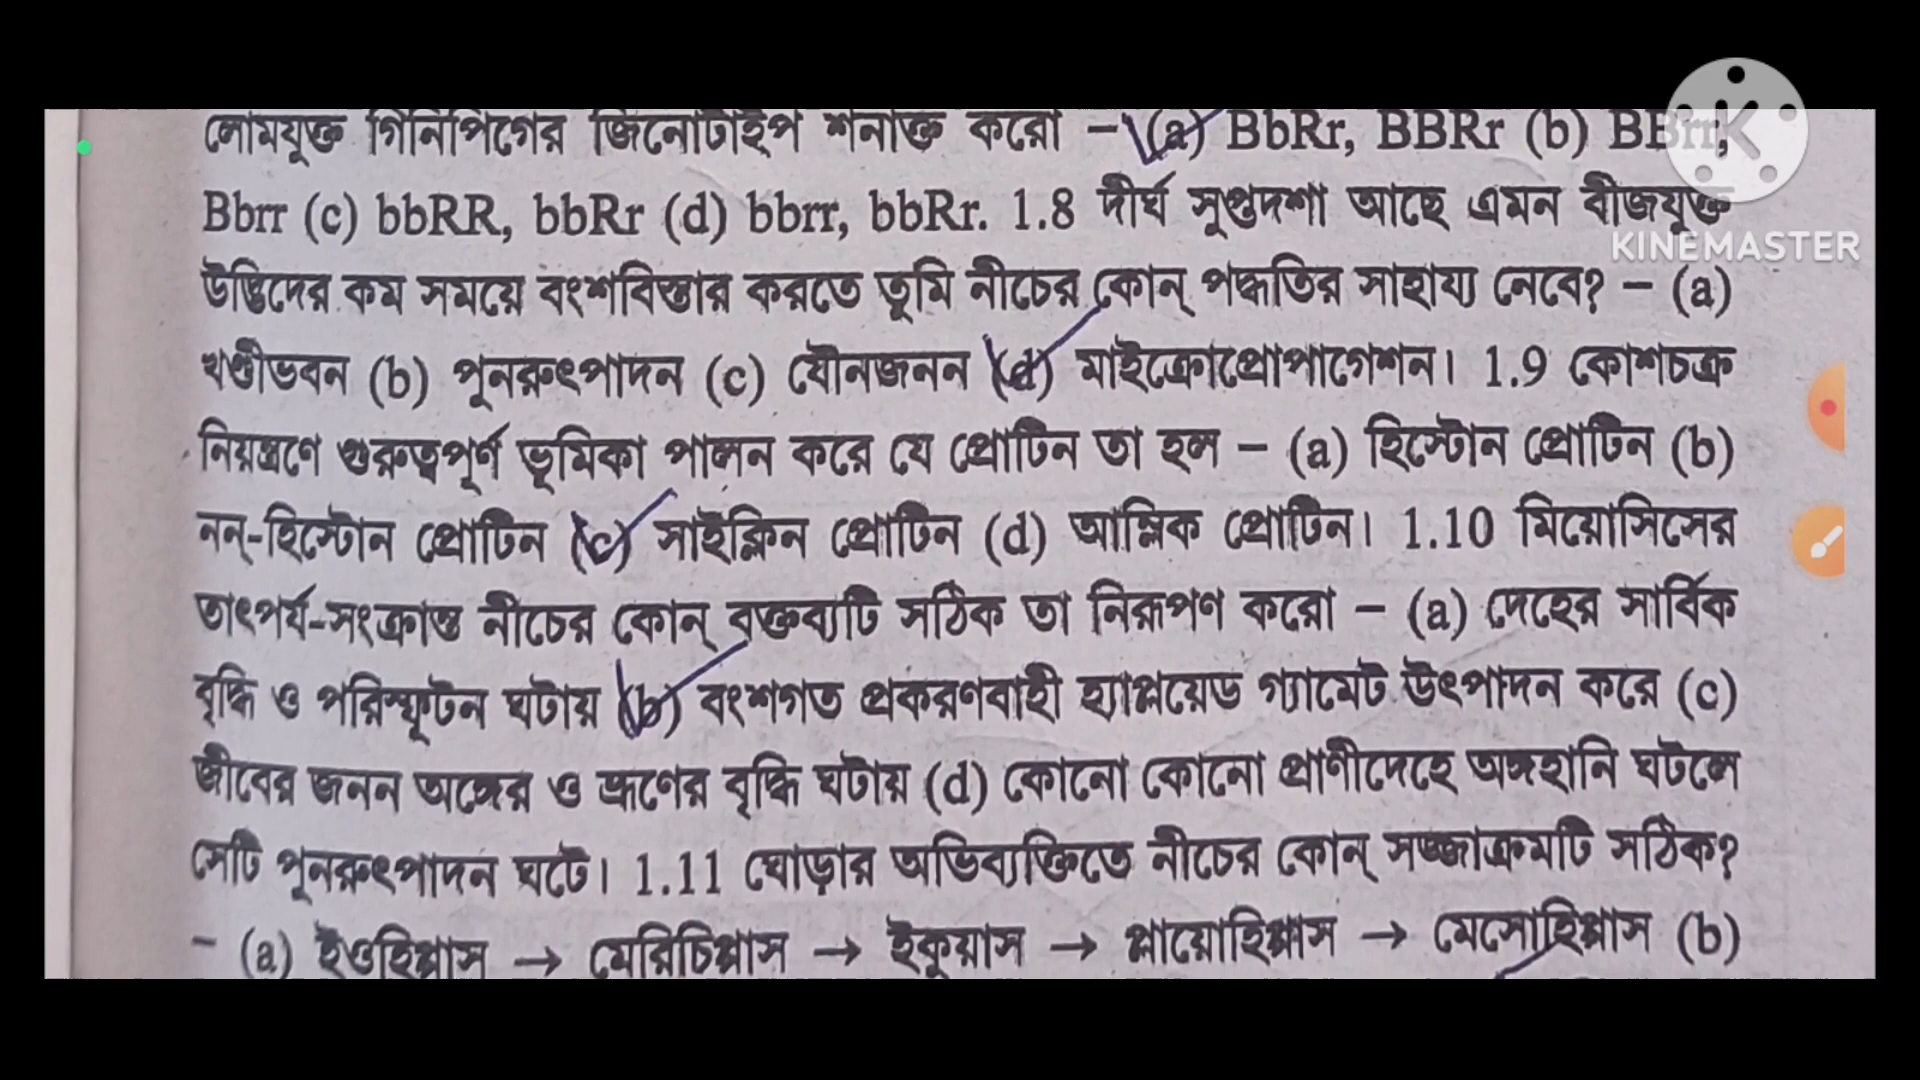 লোমযুক্ত গিনিপিগের জিনোটাইপ শনাক্ত করো – (a) BbRr, BBRr (b) BBrr,
Bbrr (c) bbRR, bbRr (d) bbrr, bbRr. 1.8 দীর্ঘ সুপ্তদশা আছে এমন বীজযুক্ত
KINEMASTER
উদ্ভিদের কম সময়ে বংশবিস্তার করতে তুমি নীচের কোন্ পদ্ধতির সাহায্য নেবে? – (a)
খণ্ডীভবন (b) পুনরুৎপাদন (c) যৌনজনন (d) মাইক্রোপ্রোপাগেশন। 1.9 কোশচক্র
নিয়ন্ত্রণে গুরুত্বপূর্ণ ভূমিকা পালন করে যে প্রোটিন তা হল – (a) হিস্টোন প্রোটিন (b)
নন্-হিস্টোন প্রোটিন (c) সাইক্লিন প্রোটিন (d) আম্লিক প্রোটিন। 1.10 মিয়োসিসের
তাৎপর্য-সংক্রান্ত নীচের কোন্ বক্তব্যটি সঠিক তা নিরূপণ করো – (a) দেহের সার্বিক
বৃদ্ধি ও পরিস্ফূটন ঘটায় (b) বংশগত প্রকরণবাহী হ্যাপ্লয়েড গ্যামেট উৎপাদন করে (c)
জীবের জনন অঙ্গের ও ভ্রূণের বৃদ্ধি ঘটায় (d) কোনো কোনো প্রাণীদেহে অঙ্গহানি ঘটলে
সেটি পুনরুৎপাদন ঘটে। 1.11 ঘোড়ার অভিব্যক্তিতে নীচের কোন্ সজ্জাক্রমটি সঠিক?
– (a) ইওহিপ্পাস → মেরিচিপ্পাস → ইকুয়াস → প্লায়োহিপ্পাস → মেসোহিপ্পাস (b)